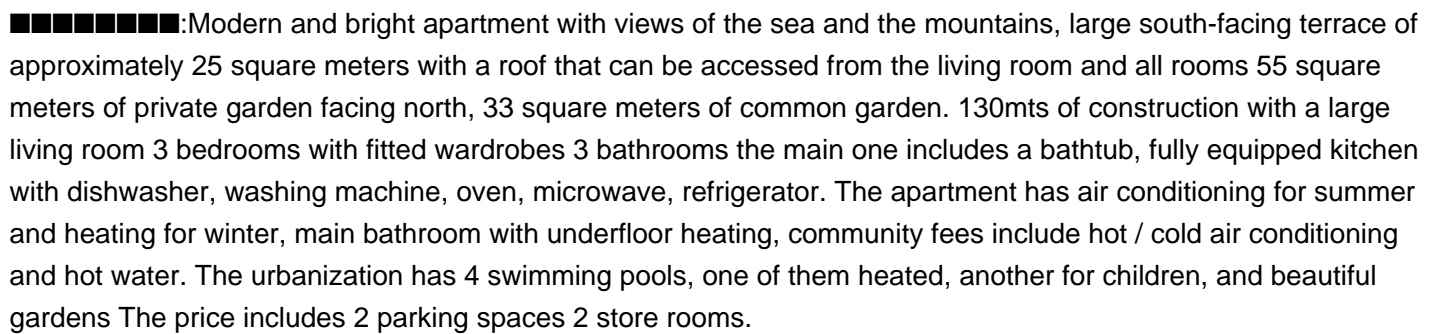 ■■■■■■■■:Modern and bright apartment with views of the sea and the mountains, large south-facing terrace of
approximately 25 square meters with a roof that can be accessed from the living room and all rooms 55 square
meters of private garden facing north, 33 square meters of common garden. 130mts of construction with a large
living room 3 bedrooms with fitted wardrobes 3 bathrooms the main one includes a bathtub, fully equipped kitchen
with dishwasher, washing machine, oven, microwave, refrigerator. The apartment has air conditioning for summer
and heating for winter, main bathroom with underfloor heating, community fees include hot / cold air conditioning
and hot water. The urbanization has 4 swimming pools, one of them heated, another for children, and beautiful
gardens The price includes 2 parking spaces 2 store rooms.